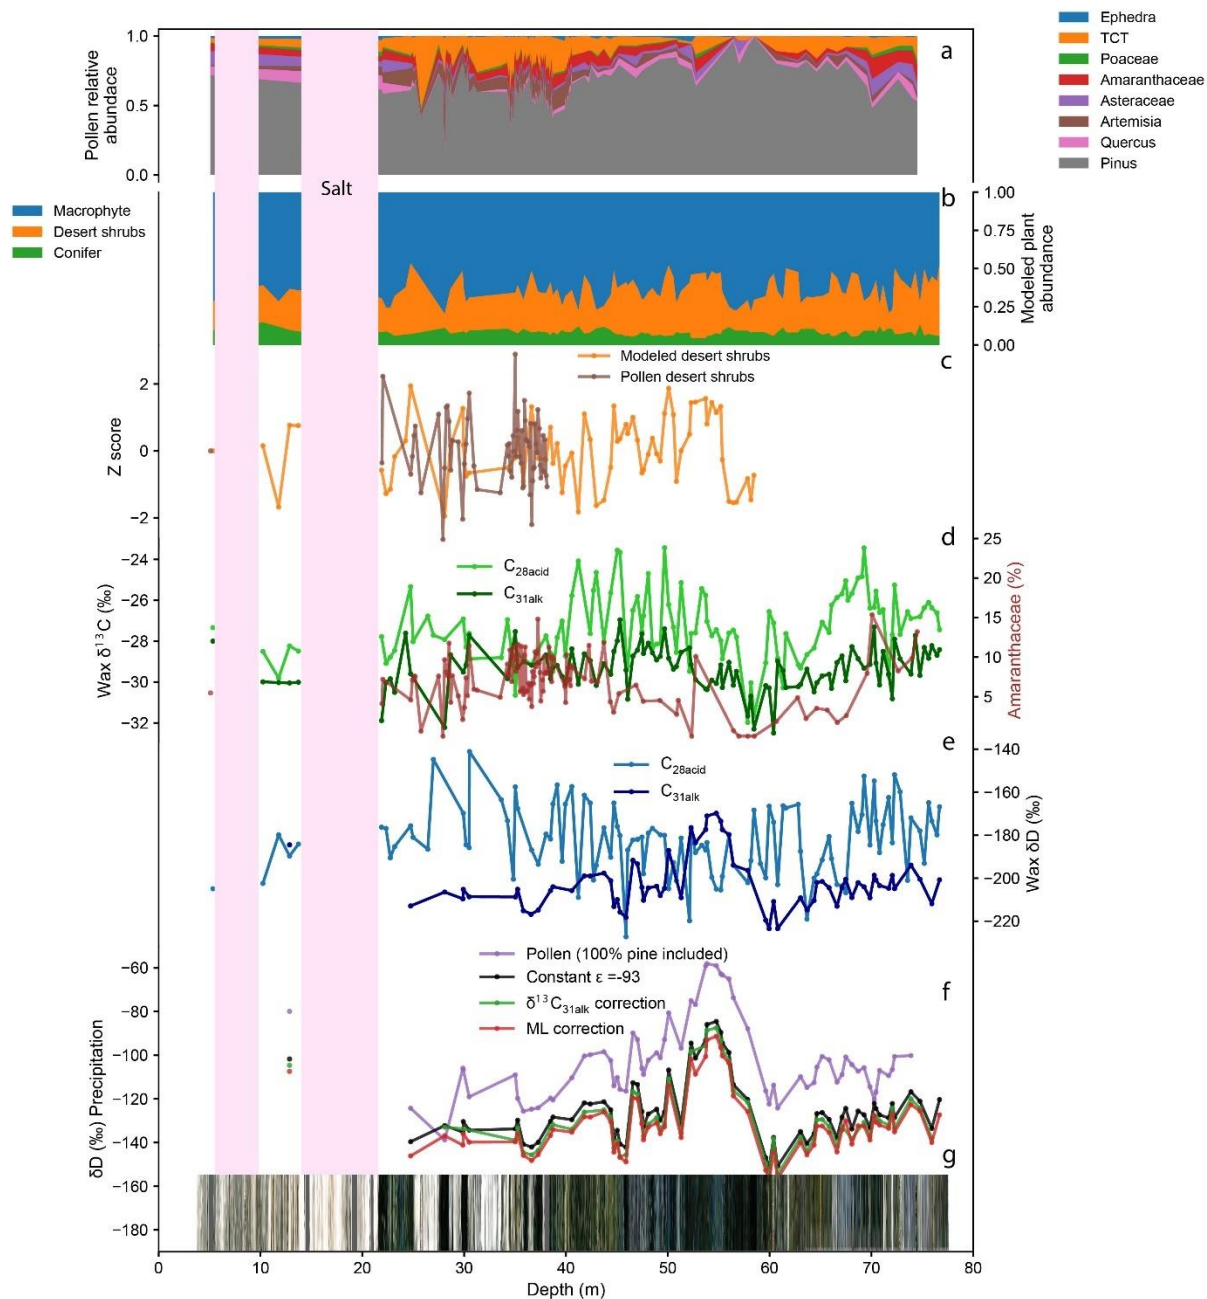 Ephedra
TCT
Poaceae
Amaranthaceae
Asteraceae
Artemisia
Quercus
Pinus
a
1.0
0.5
0.0
Pollen relative
abundace
Salt
b
Macrophyte
Desert shrubs
Conifer
1.00
0.75
0.50
0.25
0.00
Modeled plant
abundance
c
Modeled desert shrubs
Pollen desert shrubs
2
0
−2
Z score
d
C28acid
C31alk
−24
−26
−28
−30
−32
Wax δ13C (‰)
25
20
15
10
5
Amaranthaceae (%)
e
C28acid
C31alk
−140
−160
−180
−200
−220
Wax δD (‰)
f
Pollen (100% pine included)
Constant ε =-93
δ13C31alk correction
ML correction
−60
−80
−100
−120
−140
−160
−180
δD (‰) Precipitation
g
0
10
20
30
40
50
60
70
80
Depth (m)